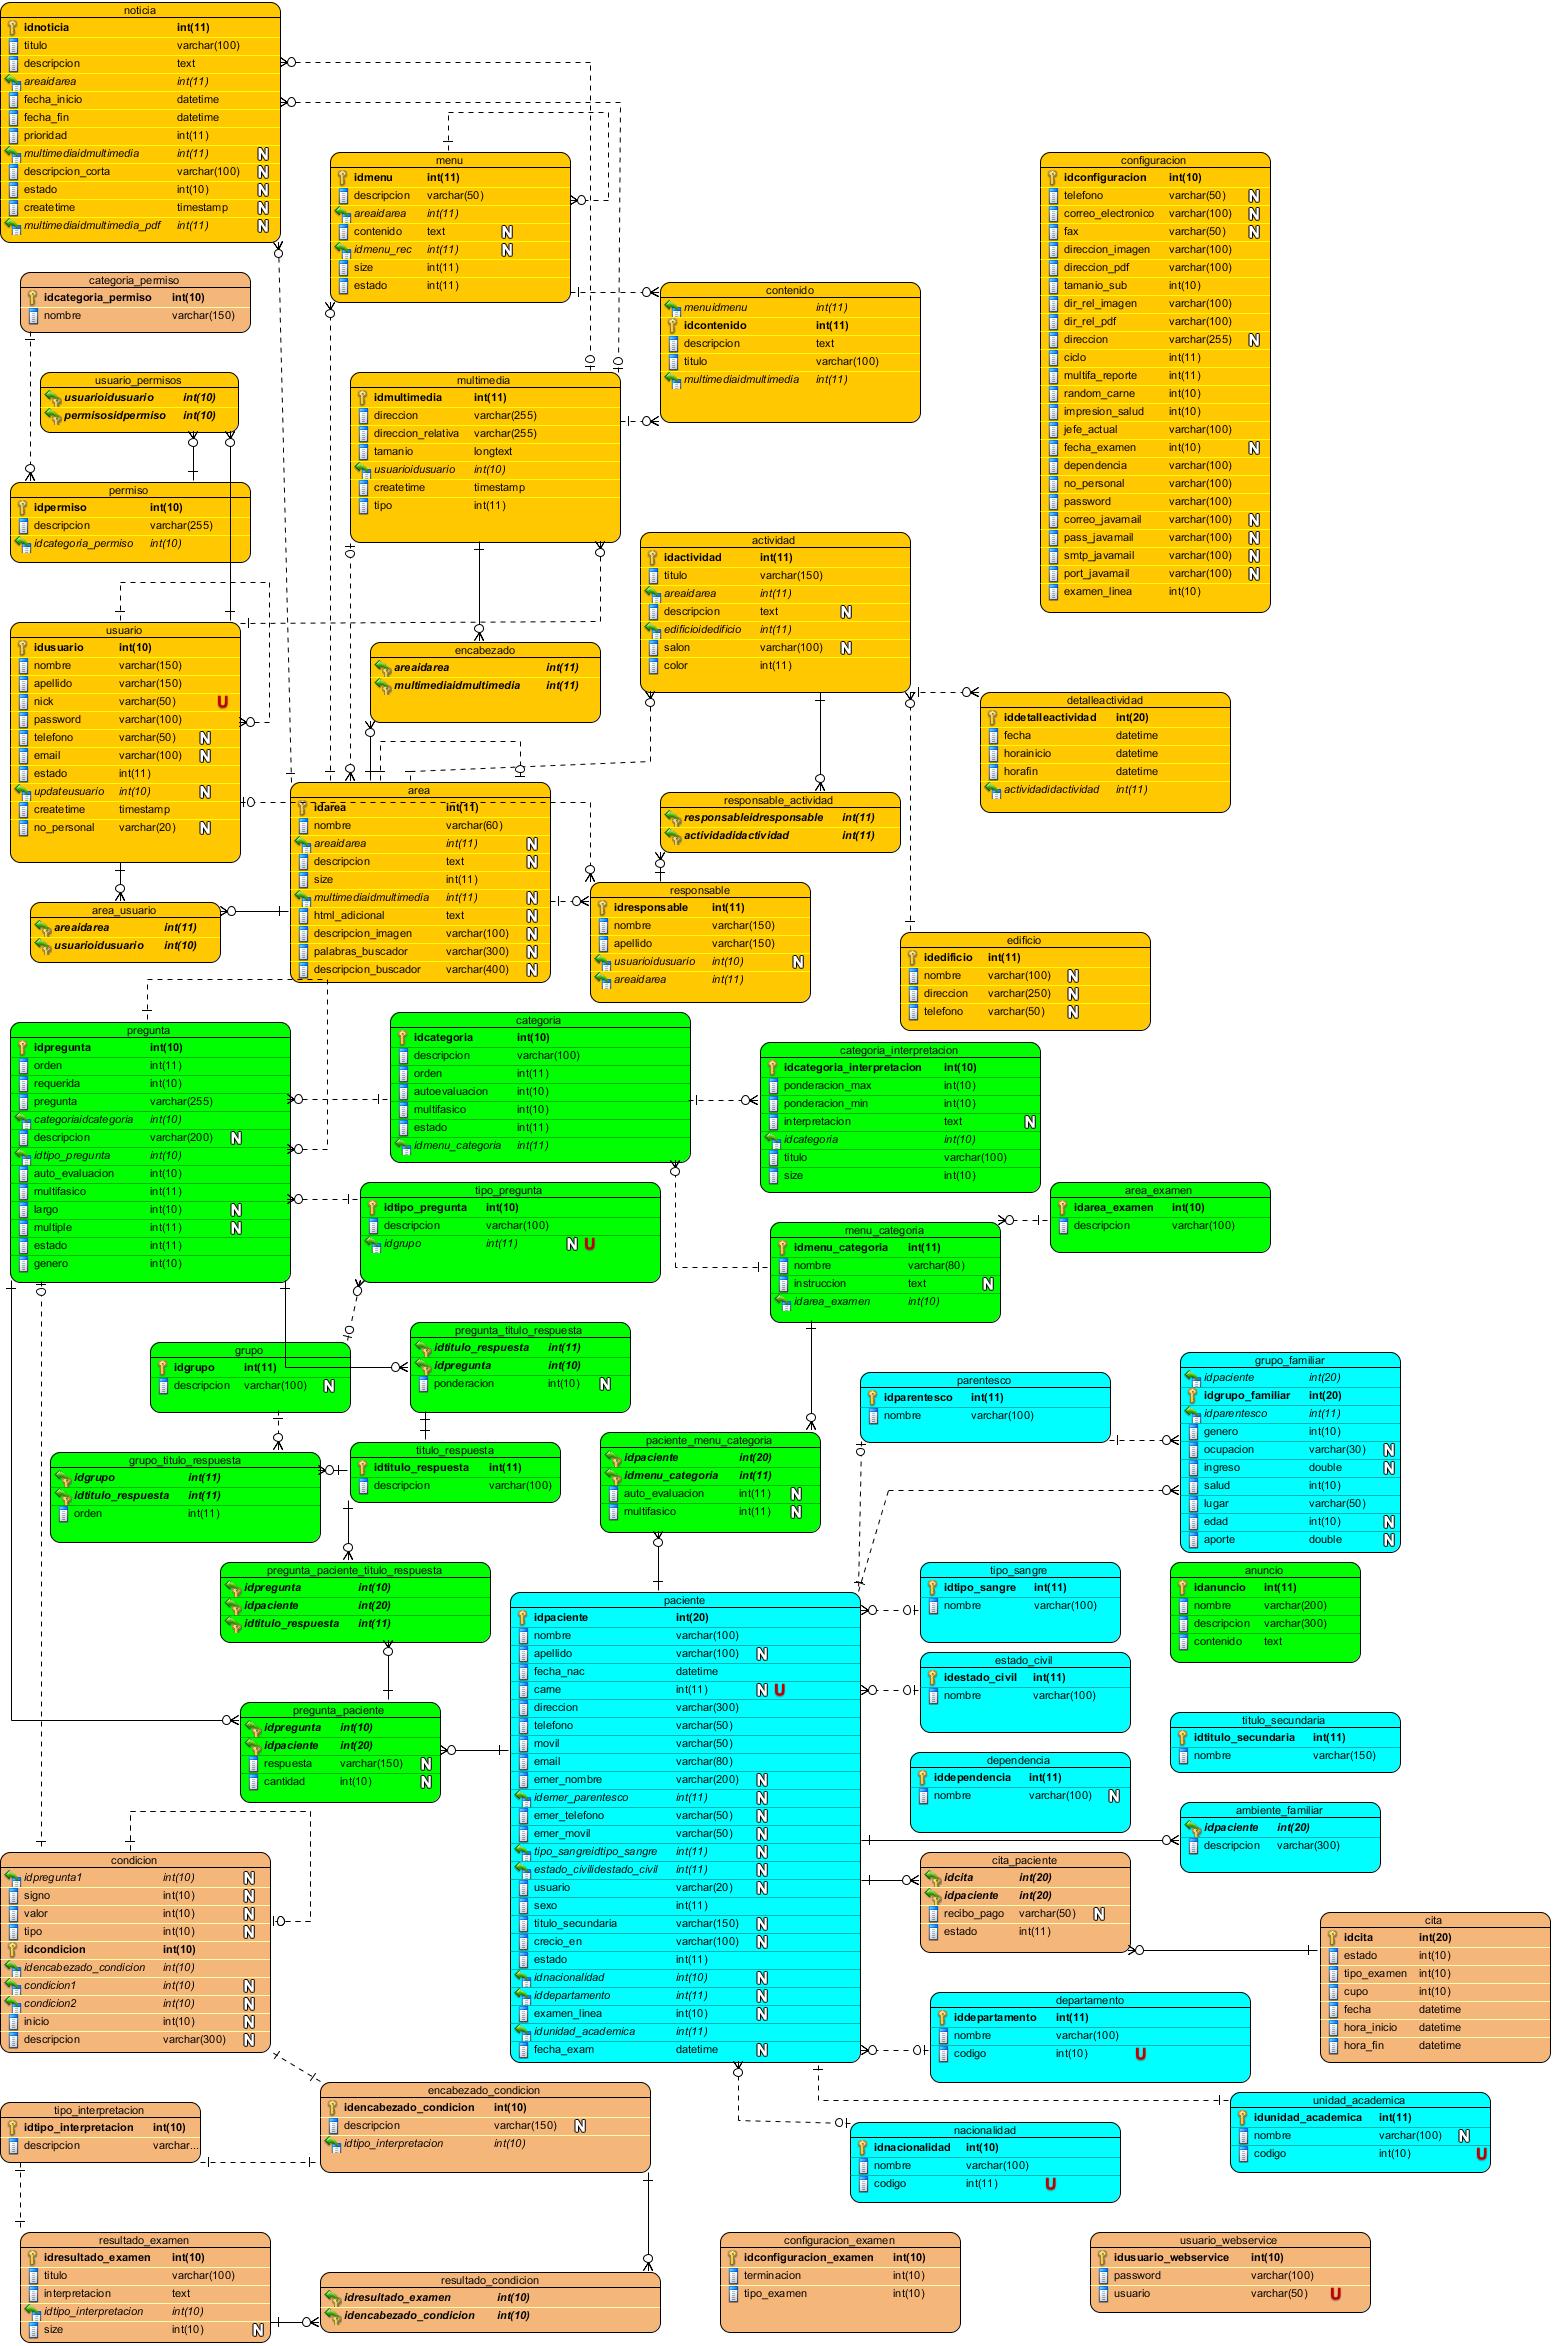 noticia
idnoticia int(11)
titulo varchar(100)
descripcion text
areaidarea int(11)
fecha_inicio datetime
fecha_fin datetime
prioridad int(11)
multimediaidmultimedia int(11) N
descripcion_corta varchar(100) N
estado int(10) N
createtime timestamp N
multimediaidmultimedia_pdf int(11) N
menu
idmenu int(11)
descripcion varchar(50)
areaidarea int(11)
contenido text N
idmenu_rec int(11) N
size int(11)
estado int(11)
configuracion
idconfiguracion int(10)
telefono varchar(50) N
correo_electronico varchar(100) N
fax varchar(50) N
direccion_imagen varchar(100)
direccion_pdf varchar(100)
tamanio_sub int(10)
dir_rel_imagen varchar(100)
dir_rel_pdf varchar(100)
direccion varchar(255) N
ciclo int(11)
multifa_reporte int(11)
random_carne int(10)
impresion_salud int(10)
jefe_actual varchar(100)
fecha_examen int(10) N
dependencia varchar(100)
no_personal varchar(100)
password varchar(100)
correo_javamail varchar(100) N
pass_javamail varchar(100) N
smtp_javamail varchar(100) N
port_javamail varchar(100) N
examen_linea int(10)
categoria_permiso
idcategoria_permiso int(10)
nombre varchar(150)
contenido
menuidmenu int(11)
idcontenido int(11)
descripcion text
titulo varchar(100)
multimediaidmultimedia int(11)
usuario_permisos
usuarioidusuario int(10)
permisosidpermiso int(10)
multimedia
idmultimedia int(11)
direccion varchar(255)
direccion_relativa varchar(255)
tamanio longtext
usuarioidusuario int(10)
createtime timestamp
tipo int(11)
permiso
idpermiso int(10)
descripcion varchar(255)
idcategoria_permiso int(10)
actividad
idactividad int(11)
titulo varchar(150)
areaidarea int(11)
descripcion text N
edificioidedificio int(11)
salon varchar(100) N
color int(11)
usuario
idusuario int(10)
nombre varchar(150)
apellido varchar(150)
nick varchar(50) U
password varchar(100)
telefono varchar(50) N
email varchar(100) N
estado int(11)
updateusuario int(10) N
createtime timestamp
no_personal varchar(20) N
encabezado
areaidarea int(11)
multimediaidmultimedia int(11)
detalleactividad
iddetalleactividad int(20)
fecha datetime
horainicio datetime
horafin datetime
actividadidactividad int(11)
area
idarea int(11)
nombre varchar(60)
areaidarea int(11) N
descripcion text N
size int(11)
multimediaidmultimedia int(11) N
html_adicional text N
descripcion_imagen varchar(100) N
palabras_buscador varchar(300) N
descripcion_buscador varchar(400) N
responsable_actividad
responsableidresponsable int(11)
actividadidactividad int(11)
responsable
idresponsable int(11)
nombre varchar(150)
apellido varchar(150)
usuarioidusuario int(10) N
areaidarea int(11)
area_usuario
areaidarea int(11)
usuarioidusuario int(10)
edificio
idedificio int(11)
nombre varchar(100) N
direccion varchar(250) N
telefono varchar(50) N
pregunta
idpregunta int(10)
orden int(11)
requerida int(10)
pregunta varchar(255)
categoriaidcategoria int(10)
descripcion varchar(200) N
idtipo_pregunta int(10)
auto_evaluacion int(10)
multifasico int(11)
largo int(10) N
multiple int(11) N
estado int(11)
genero int(10)
categoria
idcategoria int(10)
descripcion varchar(100)
orden int(11)
autoevaluacion int(10)
multifasico int(10)
estado int(11)
idmenu_categoria int(11)
categoria_interpretacion
idcategoria_interpretacion int(10)
ponderacion_max int(10)
ponderacion_min int(10)
interpretacion text N
idcategoria int(10)
titulo varchar(100)
size int(10)
tipo_pregunta
idtipo_pregunta int(10)
descripcion varchar(100)
idgrupo int(11) N U
area_examen
idarea_examen int(10)
descripcion varchar(100)
menu_categoria
idmenu_categoria int(11)
nombre varchar(80)
instruccion text N
idarea_examen int(10)
grupo
idgrupo int(11)
descripcion varchar(100) N
pregunta_titulo_respuesta
idtitulo_respuesta int(11)
idpregunta int(10)
ponderacion int(10) N
parentesco
idparentesco int(11)
nombre varchar(100)
grupo_familiar
idpaciente int(20)
idgrupo_familiar int(20)
idparentesco int(11)
genero int(10)
ocupacion varchar(30) N
ingreso double N
salud int(10)
lugar varchar(50)
edad int(10) N
aporte double N
grupo_titulo_respuesta
idgrupo int(11)
idtitulo_respuesta int(11)
orden int(11)
titulo_respuesta
idtitulo_respuesta int(11)
descripcion varchar(100)
paciente_menu_categoria
idpaciente int(20)
idmenu_categoria int(11)
auto_evaluacion int(11) N
multifasico int(11) N
pregunta_paciente_titulo_respuesta
idpregunta int(10)
idpaciente int(20)
idtitulo_respuesta int(11)
paciente
idpaciente int(20)
nombre varchar(100)
apellido varchar(100) N
fecha_nac datetime
carne int(11) N U
direccion varchar(300)
telefono varchar(50)
movil varchar(50)
email varchar(80)
emer_nombre varchar(200) N
idemer_parentesco int(11) N
emer_telefono varchar(50) N
emer_movil varchar(50) N
tipo_sangreidtipo_sangre int(11) N
estado_civilidestado_civil int(11) N
usuario varchar(20) N
sexo int(11)
titulo_secundaria varchar(150) N
crecio_en varchar(100) N
estado int(11)
idnacionalidad int(10) N
iddepartamento int(11) N
examen_linea int(10) N
idunidad_academica int(11)
fecha_exam datetime N
tipo_sangre
idtipo_sangre int(11)
nombre varchar(100)
anuncio
idanuncio int(11)
nombre varchar(200)
descripcion varchar(300)
contenido text
estado_civil
idestado_civil int(11)
nombre varchar(100)
pregunta_paciente
idpregunta int(10)
idpaciente int(20)
respuesta varchar(150) N
cantidad int(10) N
titulo_secundaria
idtitulo_secundaria int(11)
nombre varchar(150)
dependencia
iddependencia int(11)
nombre varchar(100) N
ambiente_familiar
idpaciente int(20)
descripcion varchar(300)
condicion
idpregunta1 int(10) N
signo int(10) N
valor int(10) N
tipo int(10) N
idcondicion int(10)
idencabezado_condicion int(10)
condicion1 int(10) N
condicion2 int(10) N
inicio int(10) N
descripcion varchar(300) N
cita_paciente
idcita int(20)
idpaciente int(20)
recibo_pago varchar(50) N
estado int(11)
cita
idcita int(20)
estado int(10)
tipo_examen int(10)
cupo int(10)
fecha datetime
hora_inicio datetime
hora_fin datetime
departamento
iddepartamento int(11)
nombre varchar(100)
codigo int(10) U
encabezado_condicion
idencabezado_condicion int(10)
descripcion varchar(150) N
idtipo_interpretacion int(10)
tipo_interpretacion
idtipo_interpretacion int(10)
descripcion varchar...
unidad_academica
idunidad_academica int(11)
nombre varchar(100) N
codigo int(10) U
nacionalidad
idnacionalidad int(10)
nombre varchar(100)
codigo int(11) U
resultado_examen
idresultado_examen int(10)
titulo varchar(100)
interpretacion text
idtipo_interpretacion int(10)
size int(10) N
resultado_condicion
idresultado_examen int(10)
idencabezado_condicion int(10)
configuracion_examen
idconfiguracion_examen int(10)
terminacion int(10)
tipo_examen int(10)
usuario_webservice
idusuario_webservice int(10)
password varchar(100)
usuario varchar(50) U